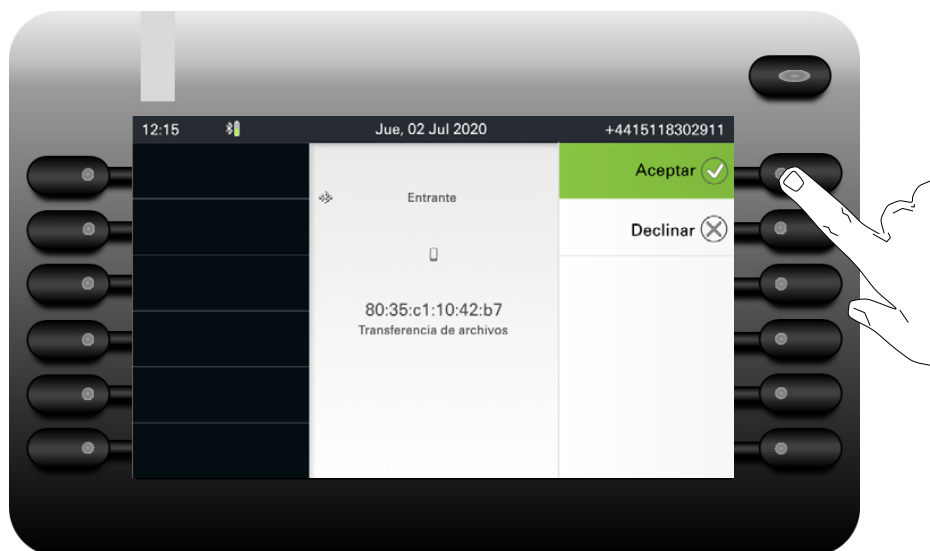 12:15 Jue, 02 Jul 2020 +4415118302911
Aceptar
Entrante
Declinar
80:35:c1:10:42:b7
Transferencia de archivos